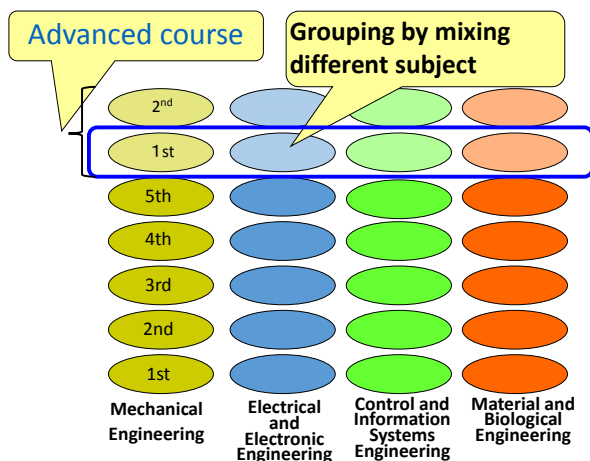 Advanced course
Grouping by mixing
different subject
2nd
1st
5th
4th
3rd
2nd
1st
Mechanical
Engineering
Electrical
and
Electronic Engineering
Control and
Information
Systems
Engineering
Material and
Biological
Engineering